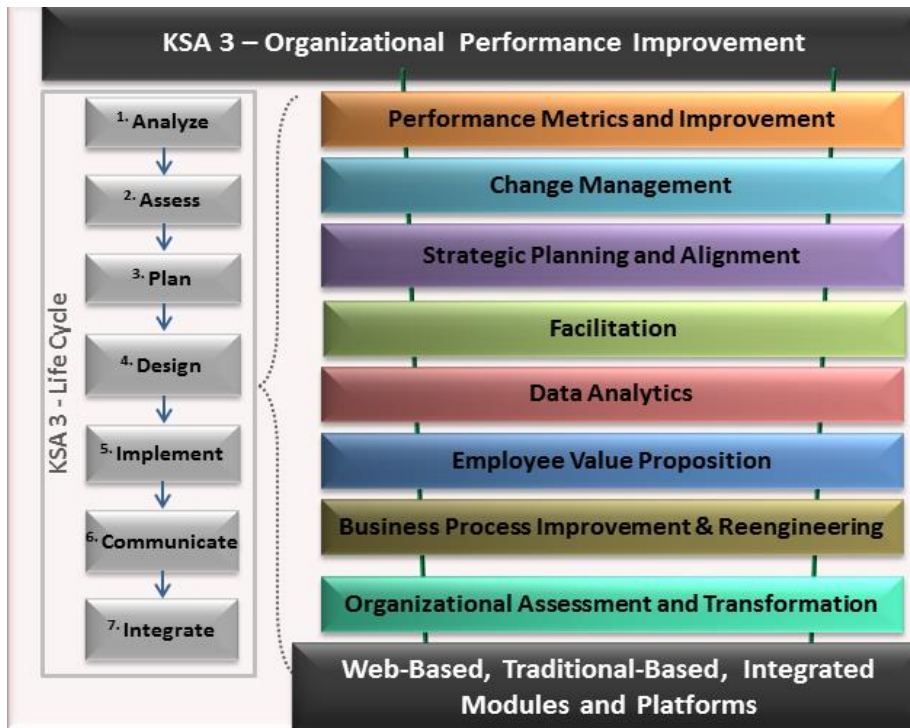 KSA 3 – Organizational Performance Improvement
KSA 3 - Life Cycle
1. Analyze
2. Assess
3. Plan
4. Design
5. Implement
6. Communicate
7. Integrate
Performance Metrics and Improvement
Change Management
Strategic Planning and Alignment
Facilitation
Data Analytics
Employee Value Proposition
Business Process Improvement & Reengineering
Organizational Assessment and Transformation
Web-Based, Traditional-Based, Integrated
Modules and Platforms